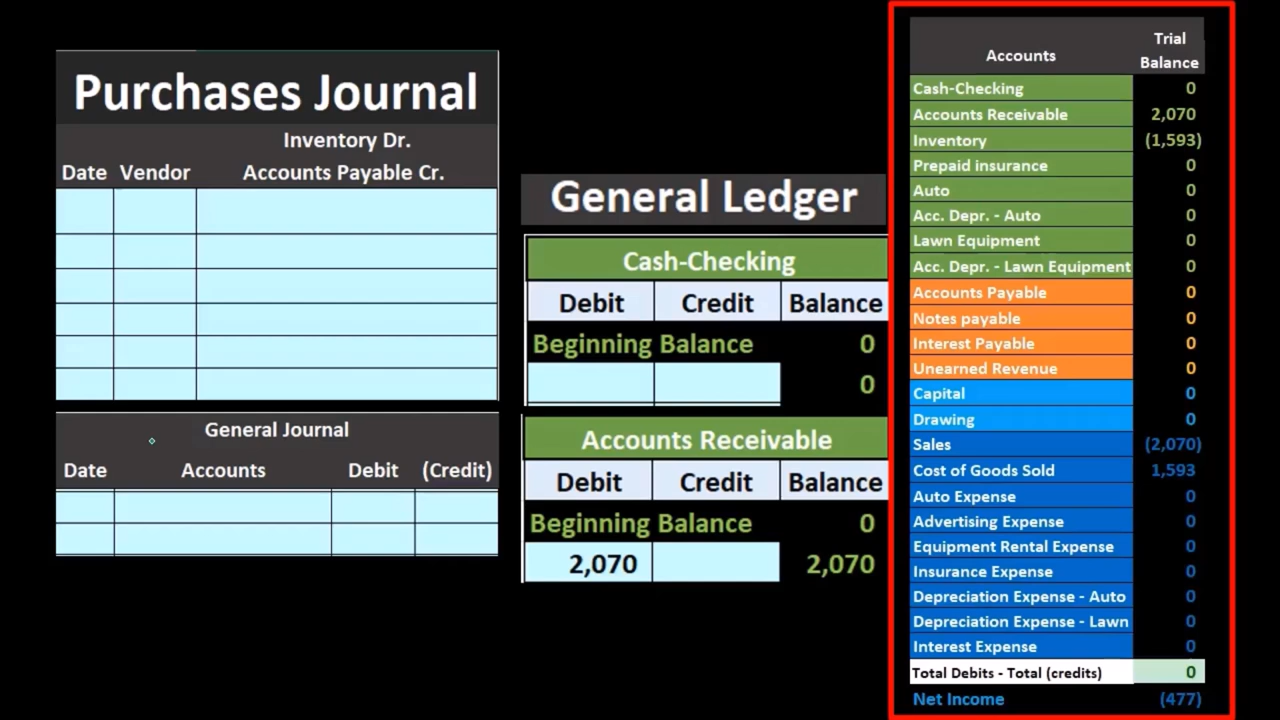 Purchases Journal
Inventory Dr.
Date Vendor Accounts Payable Cr.
General Journal
Date Accounts Debit (Credit)
General Ledger
Cash-Checking
Debit Credit Balance
Beginning Balance 0
0
Accounts Receivable
Debit Credit Balance
Beginning Balance 0
2,070 2,070
Trial
Accounts Balance
Cash-Checking 0
Accounts Receivable 2,070
Inventory (1,593)
Prepaid insurance 0
Auto 0
Acc. Depr. - Auto 0
Lawn Equipment 0
Acc. Depr. - Lawn Equipment 0
Accounts Payable 0
Notes payable 0
Interest Payable 0
Unearned Revenue 0
Capital 0
Drawing 0
Sales (2,070)
Cost of Goods Sold 1,593
Auto Expense 0
Advertising Expense 0
Equipment Rental Expense 0
Insurance Expense 0
Depreciation Expense - Auto 0
Depreciation Expense - Lawn 0
Interest Expense 0
Total Debits - Total (credits) 0
Net Income (477)